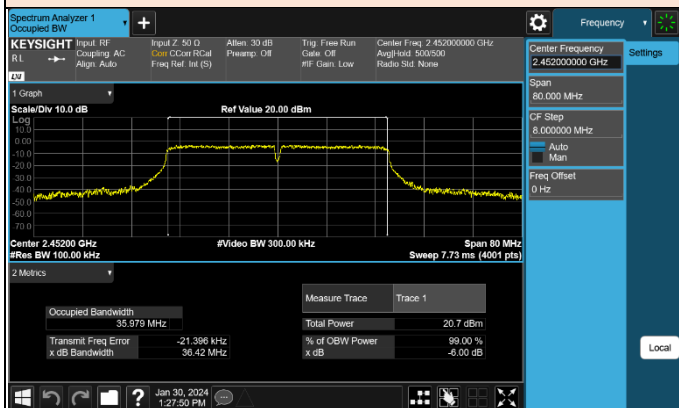 Spectrum Analyzer 1
Occupied BW
Frequency
KEYSIGHT Input: RF Input Z: 50 Ω Atten: 30 dB Trig: Free Run Center Freq: 2.452000000 GHz
RL Coupling: AC Corr CCorr RCal Preamp: Off Gate: Off Avg|Hold: 500/500
Align: Auto Freq Ref: Int (S) #IF Gain: Low Radio Std: None
LXI
Center Frequency
2.452000000 GHz
Settings
Span
80.000 MHz
CF Step
8.000000 MHz
Auto
Man
Freq Offset
0 Hz
1 Graph
Scale/Div 10.0 dB Ref Value 20.00 dBm
Log
10.0
0.00
-10.0
-20.0
-30.0
-40.0
-50.0
-60.0
-70.0
Center 2.45200 GHz #Video BW 300.00 kHz Span 80 MHz
#Res BW 100.00 kHz Sweep 7.73 ms (4001 pts)
2 Metrics
Measure Trace Trace 1
Occupied Bandwidth
35.979 MHz Total Power 20.7 dBm
Transmit Freq Error -21.396 kHz % of OBW Power 99.00 %
x dB Bandwidth 36.42 MHz x dB -6.00 dB
Local
Jan 30, 2024
1:27:50 PM